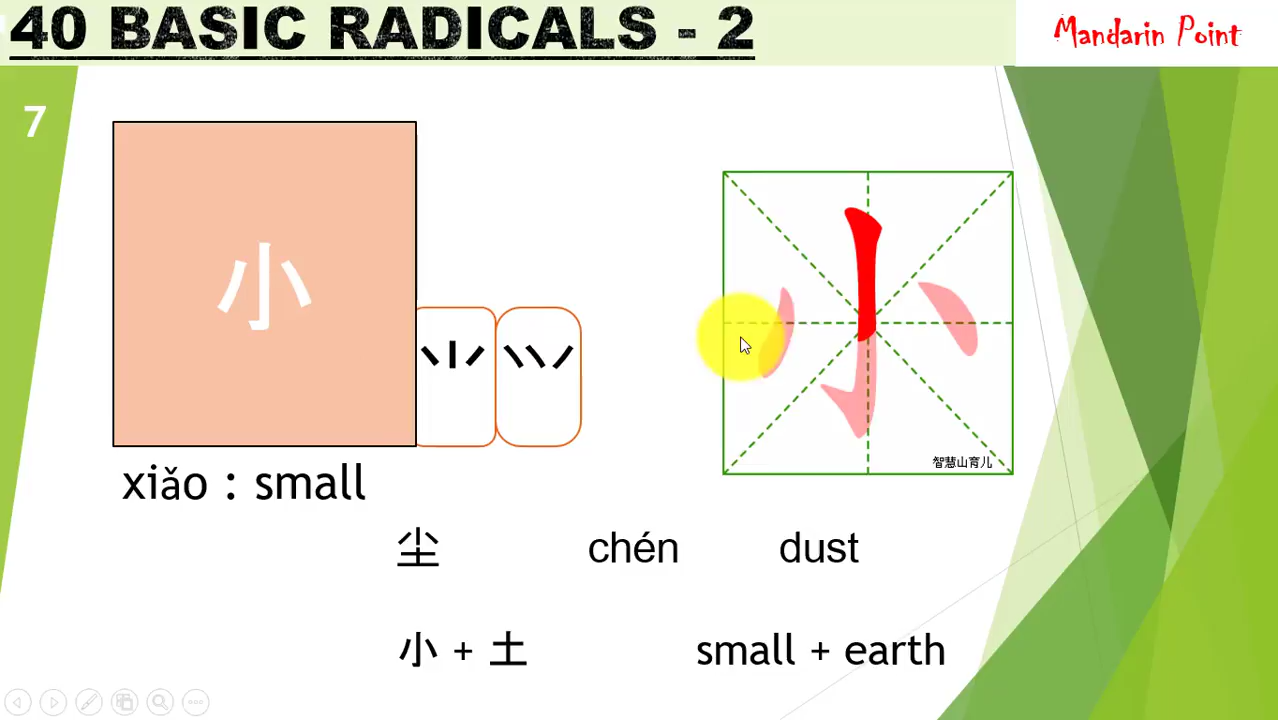 40 BASIC RADICALS - 2
Mandarin Point
7
小
⺌ ⺍
智慧山育儿
xiǎo : small
尘 chén dust
小 + 土 small + earth